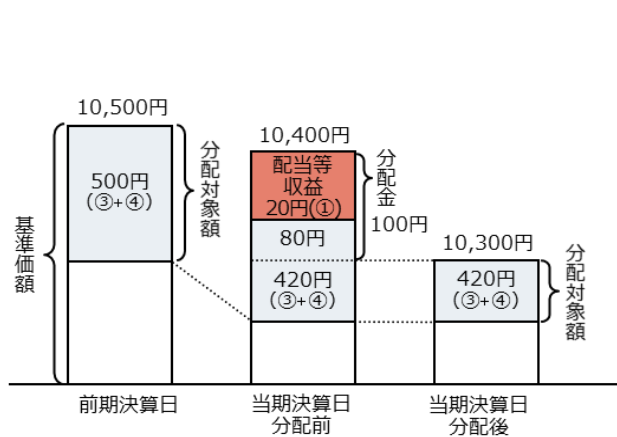 10,500円
500円
(③+④)
分配対象額
基準価額
10,400円
配当等
収益
20円(①)
80円
420円
(③+④)
分配金
100円
10,300円
420円
(③+④)
分配対象額
前期決算日
当期決算日
分配前
当期決算日
分配後